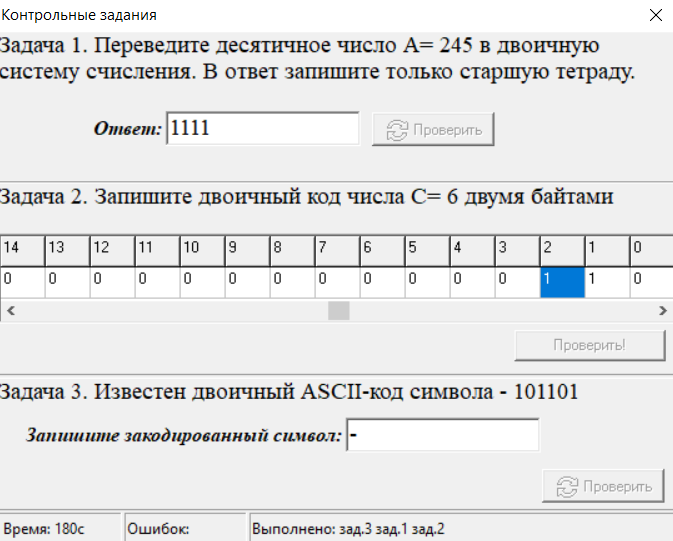 Контрольные задания
Задача 1. Переведите десятичное число A= 245 в двоичную
систему счисления. В ответ запишите только старшую тетраду.
Ответ: 1111 Проверить
Задача 2. Запишите двоичный код числа C= 6 двумя байтами
14 13 12 11 10 9 8 7 6 5 4 3 2 1 0
0 0 0 0 0 0 0 0 0 0 0 0 1 1 0
Проверить!
Задача 3. Известен двоичный ASCII-код символа - 101101
Запишите закодированный символ: -
Проверить
Время: 180с Ошибок: Выполнено: зад.3 зад.1 зад.2